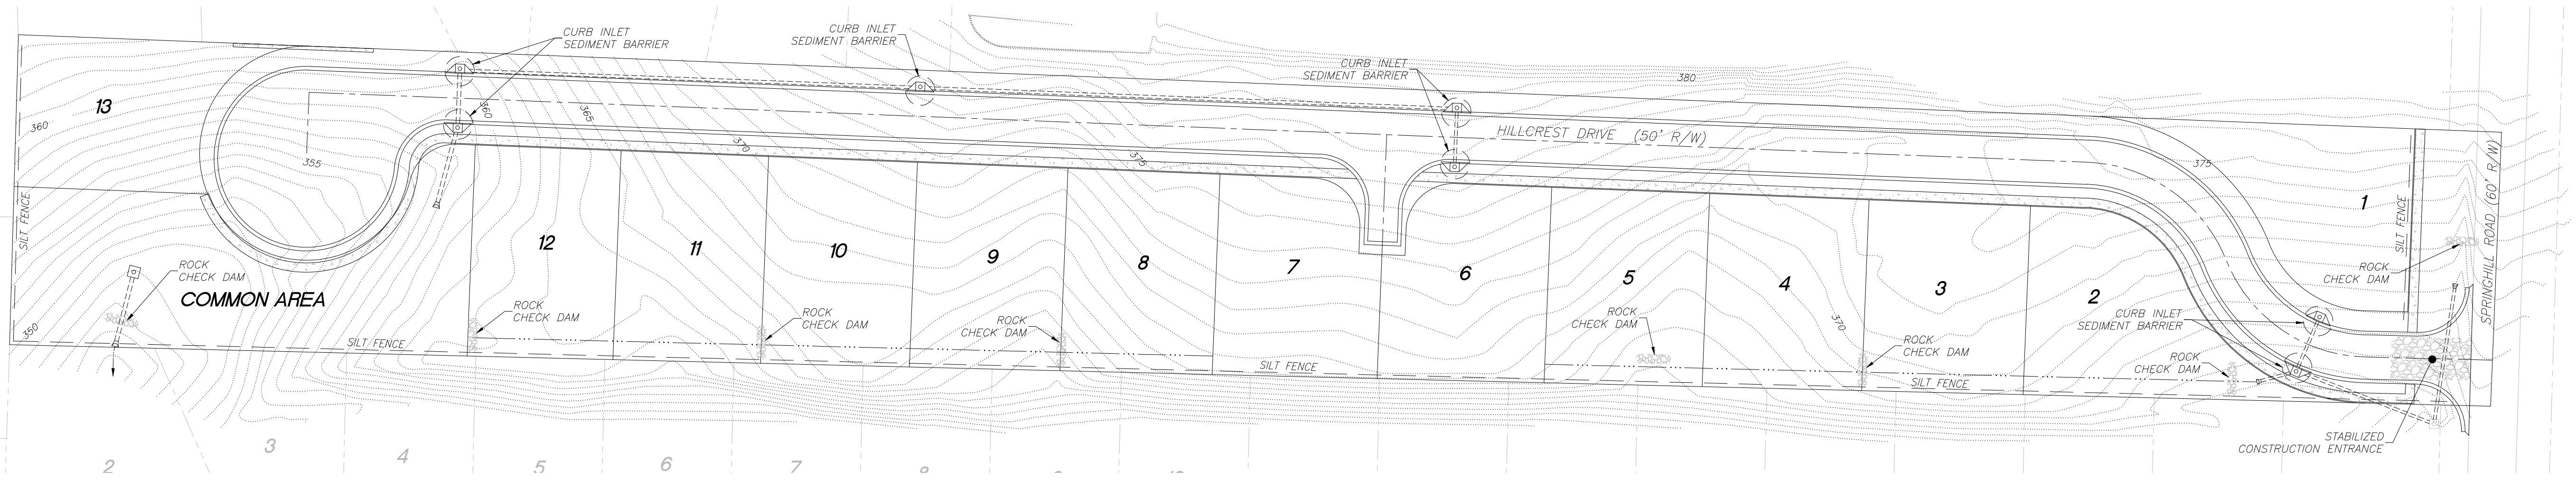 CURB INLET
SEDIMENT BARRIER
CURB INLET
SEDIMENT BARRIER
CURB INLET
SEDIMENT BARRIER
380
13
360
360
365
355
370
375
HILLCREST DRIVE (50' R/W)
375
1
SILT FENCE
SILT FENCE
SPRINGHILL ROAD (60' R/W)
12
11
10
9
8
7
6
5
4
3
2
ROCK
CHECK DAM
COMMON AREA
350
ROCK
CHECK DAM
ROCK
CHECK DAM
ROCK
CHECK DAM
ROCK
CHECK DAM
370
ROCK
CHECK DAM
ROCK
CHECK DAM
ROCK
CHECK DAM
CURB INLET
SEDIMENT BARRIER
SILT FENCE
SILT FENCE
SILT FENCE
STABILIZED
CONSTRUCTION ENTRANCE
2
3
4
5
6
7